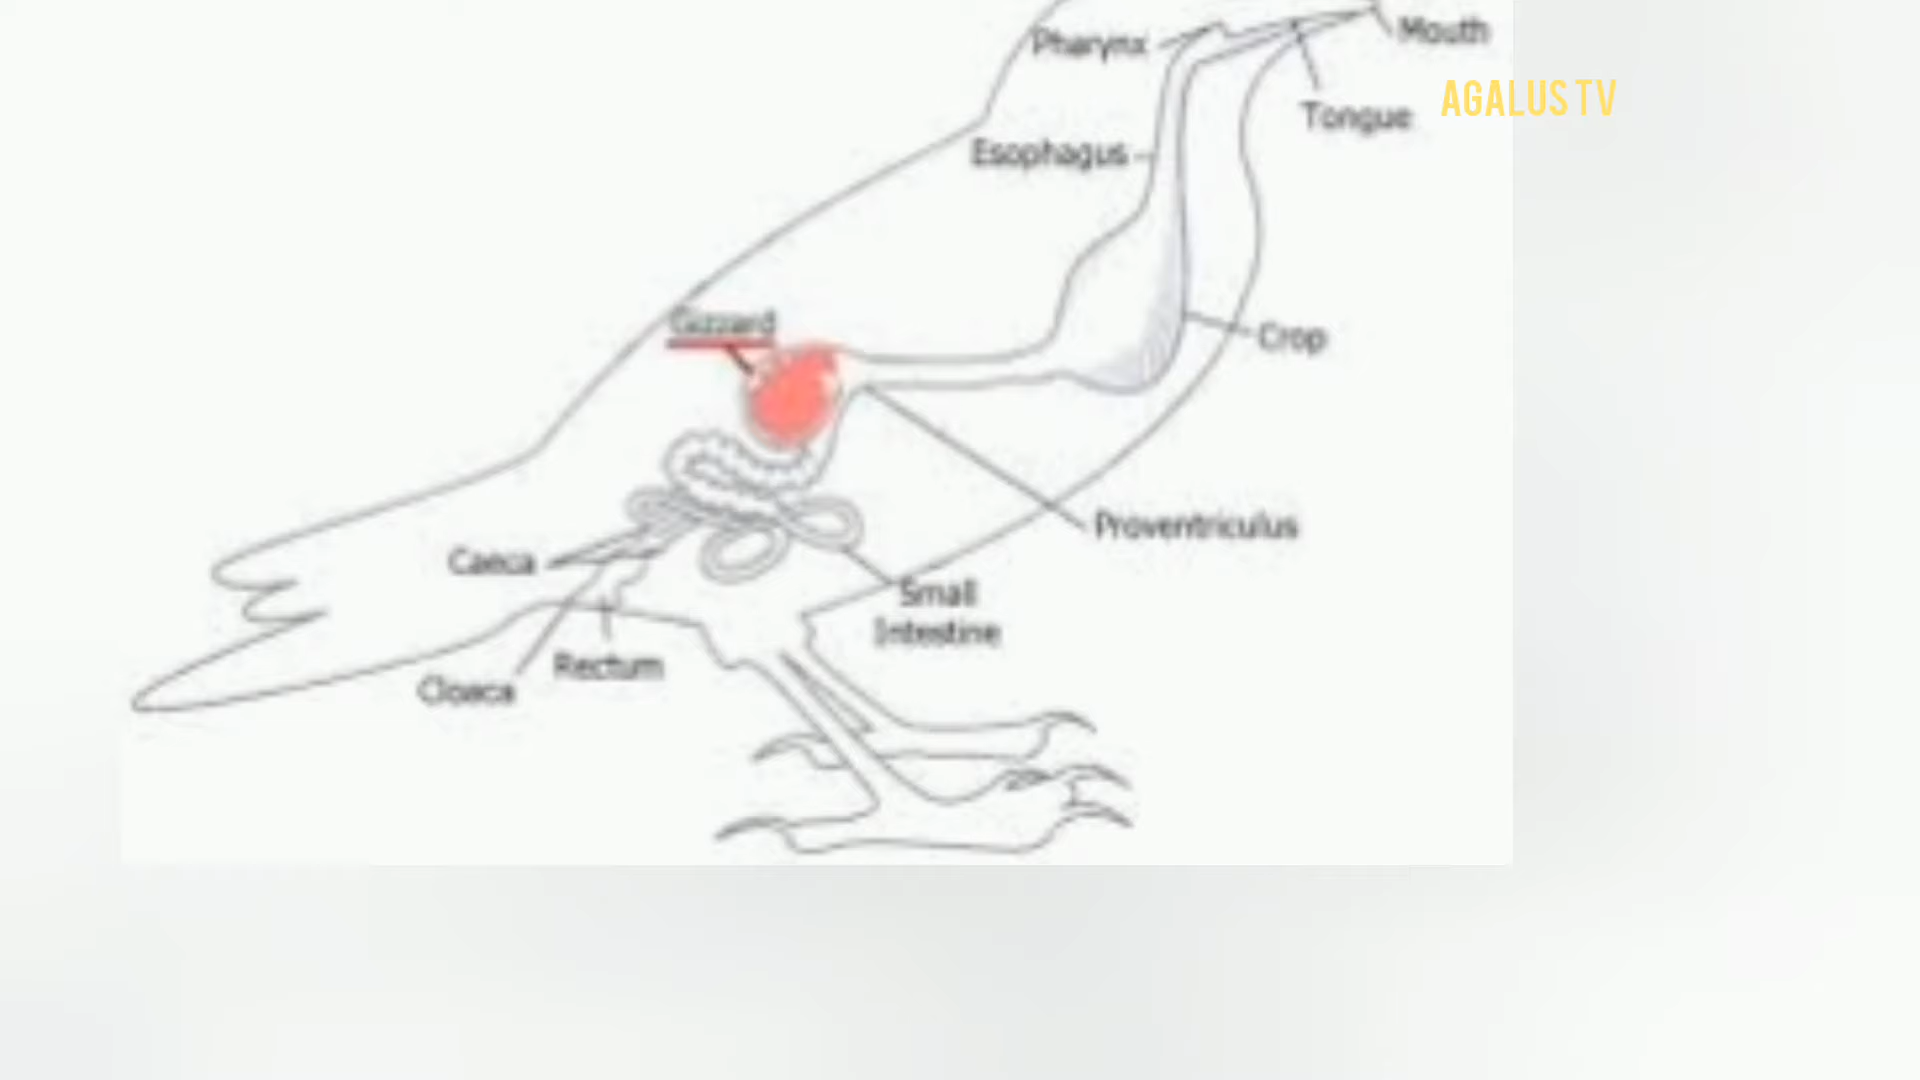 Mouth
Pharynx
AGALUS TV
Tongue
Esophagus
Gizzard
Crop
Proventriculus
Caeca
Small
Intestine
Rectum
Cloaca